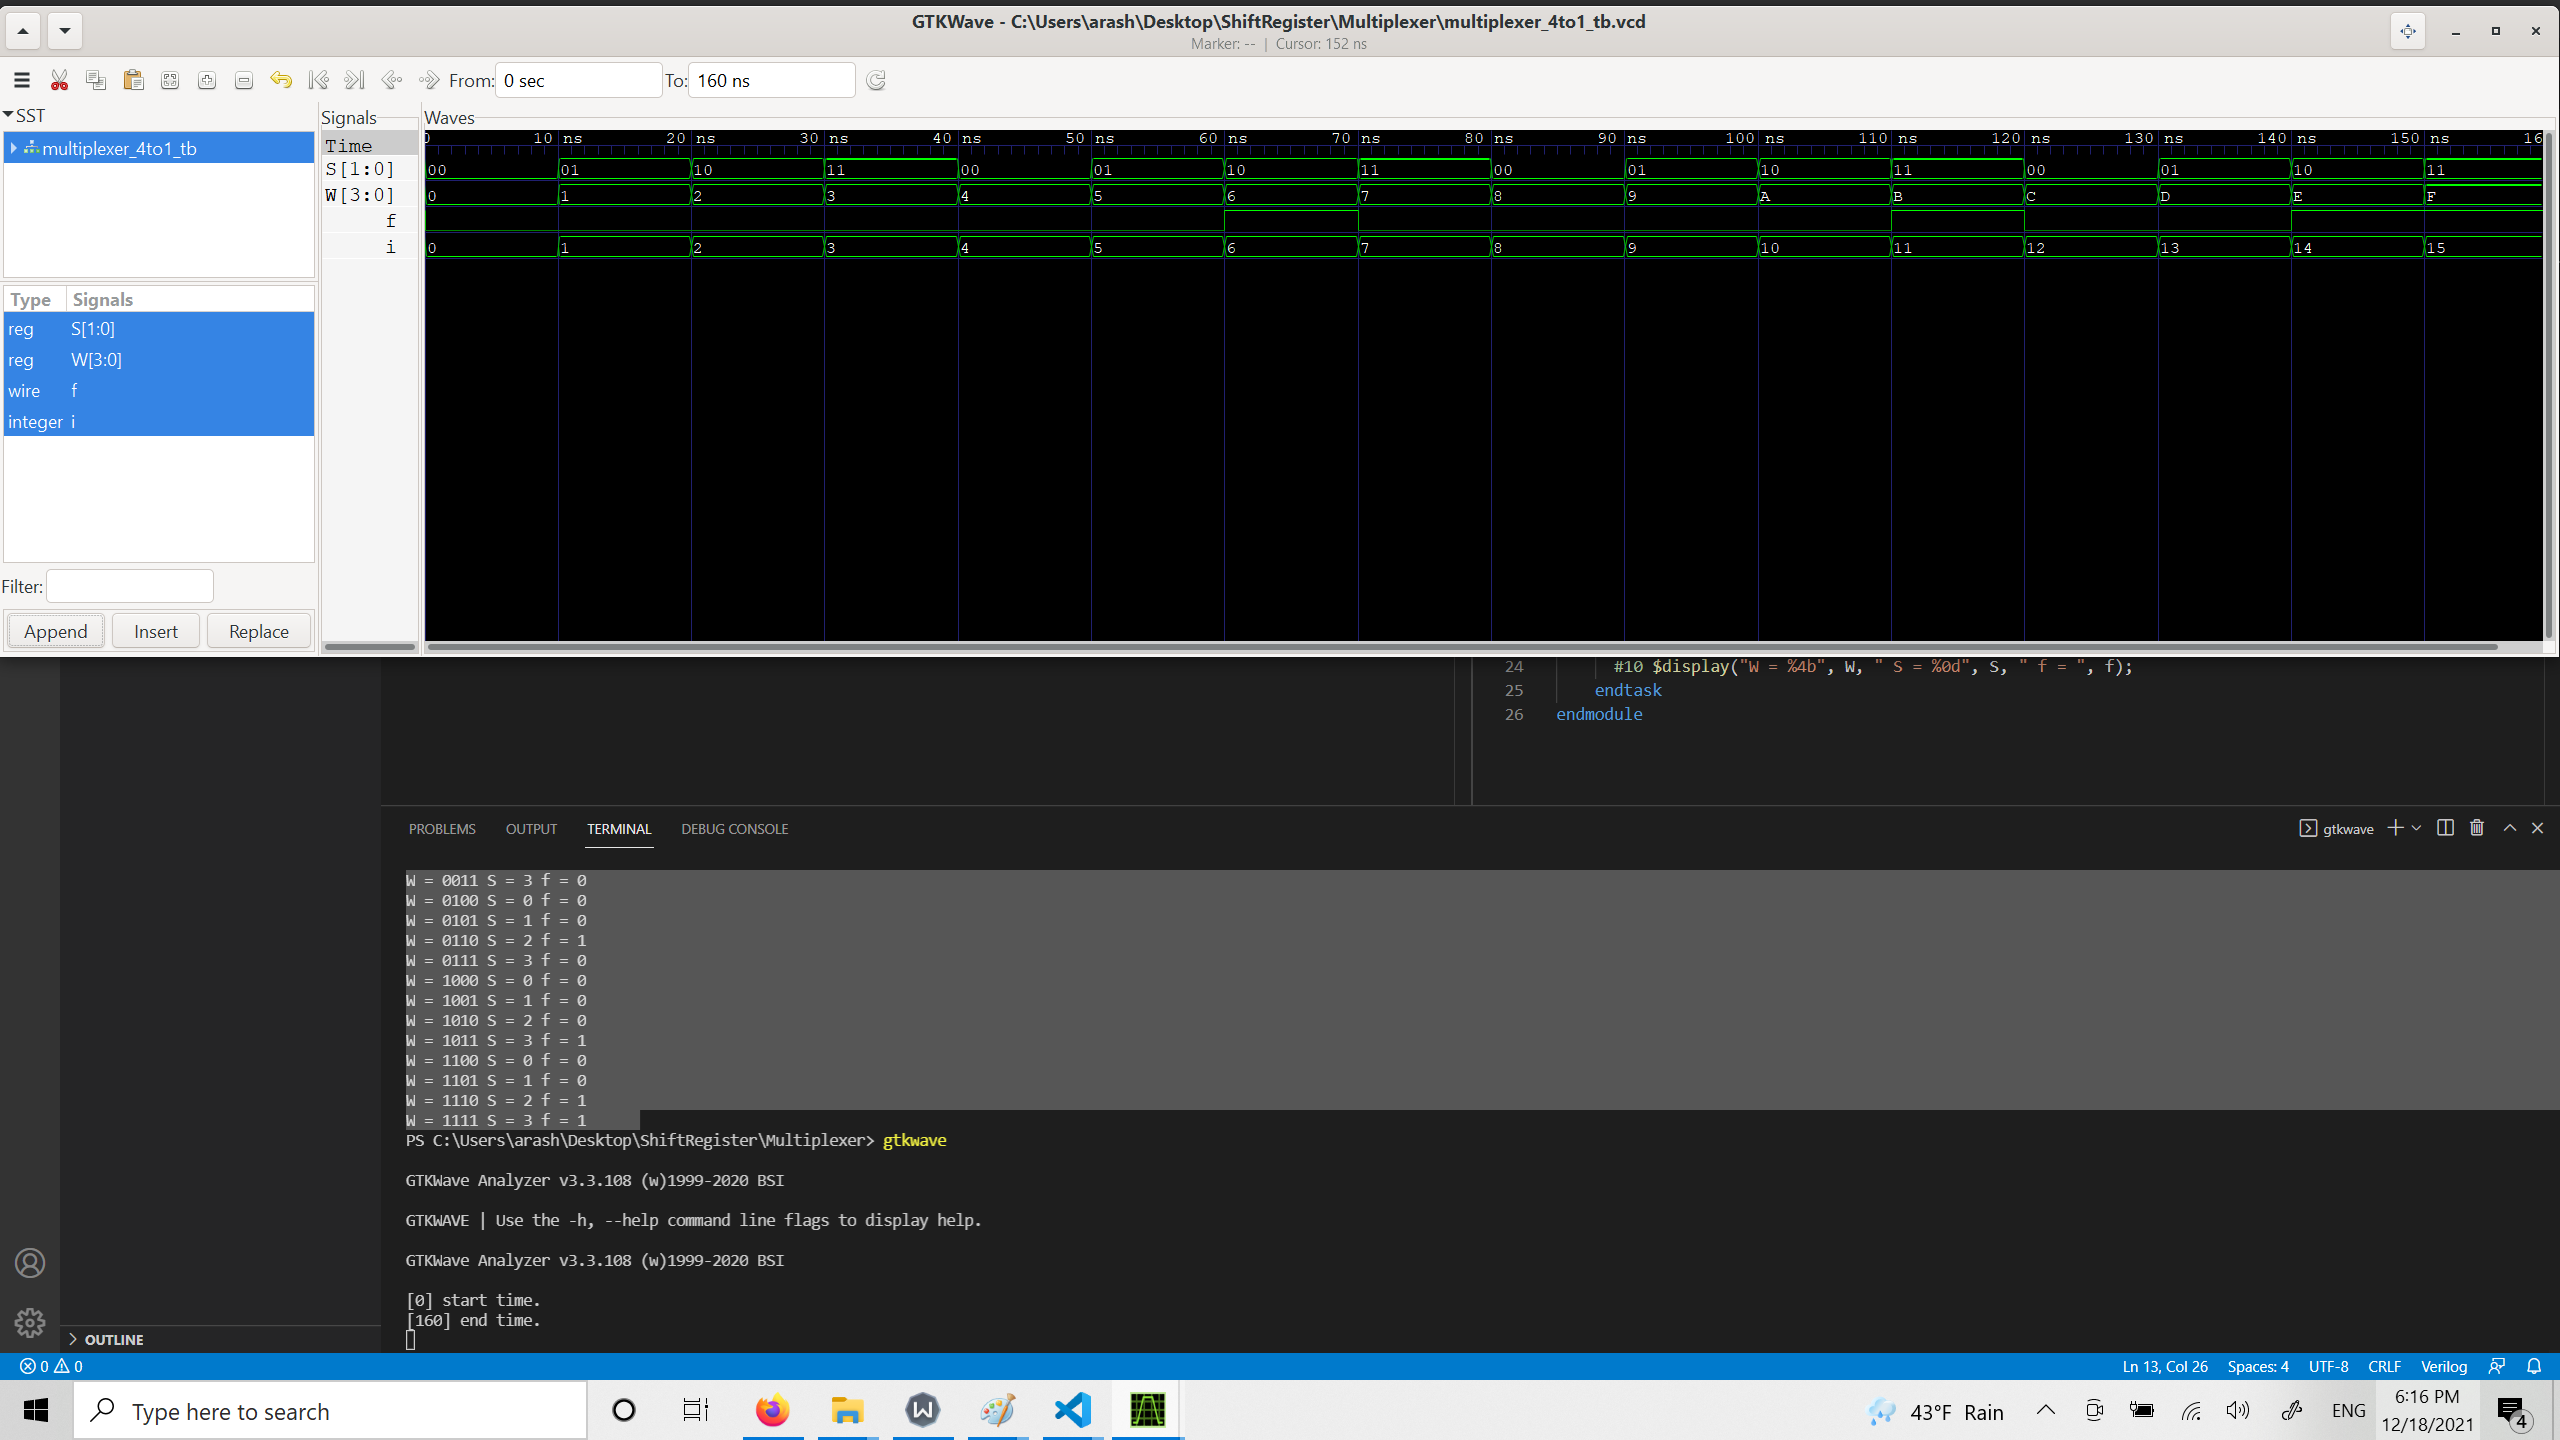 GTKWave - C:\Users\arash\Desktop\ShiftRegister\Multiplexer\multiplexer_4to1_tb.vcd
Marker: -- | Cursor: 152 ns
From: 0 sec To: 160 ns
SST
multiplexer_4to1_tb
Type Signals
reg S[1:0]
reg W[3:0]
wire f
integer i
Filter:
Append Insert Replace
Signals
Time
S[1:0]
W[3:0]
f
i
Waves
0 10 ns 20 ns 30 ns 40 ns 50 ns 60 ns 70 ns 80 ns 90 ns 100 ns 110 ns 120 ns 130 ns 140 ns 150 ns 16
00 01 10 11 00 01 10 11 00 01 10 11 00 01 10 11
0 1 2 3 4 5 6 7 8 9 A B C D E F
0 1 2 3 4 5 6 7 8 9 10 11 12 13 14 15
24 #10 $display("W = %4b", W, " S = %0d", S, " f = ", f);
25 endtask
26 endmodule
PROBLEMS OUTPUT TERMINAL DEBUG CONSOLE
gtkwave
W = 0011 S = 3 f = 0
W = 0100 S = 0 f = 0
W = 0101 S = 1 f = 0
W = 0110 S = 2 f = 1
W = 0111 S = 3 f = 0
W = 1000 S = 0 f = 0
W = 1001 S = 1 f = 0
W = 1010 S = 2 f = 0
W = 1011 S = 3 f = 1
W = 1100 S = 0 f = 0
W = 1101 S = 1 f = 0
W = 1110 S = 2 f = 1
W = 1111 S = 3 f = 1
PS C:\Users\arash\Desktop\ShiftRegister\Multiplexer> gtkwave
GTKWave Analyzer v3.3.108 (w)1999-2020 BSI
GTKWAVE | Use the -h, --help command line flags to display help.
GTKWave Analyzer v3.3.108 (w)1999-2020 BSI
[0] start time.
[160] end time.
OUTLINE
0 0
Ln 13, Col 26 Spaces: 4 UTF-8 CRLF Verilog
Type here to search
43°F Rain
ENG
6:16 PM
12/18/2021
4